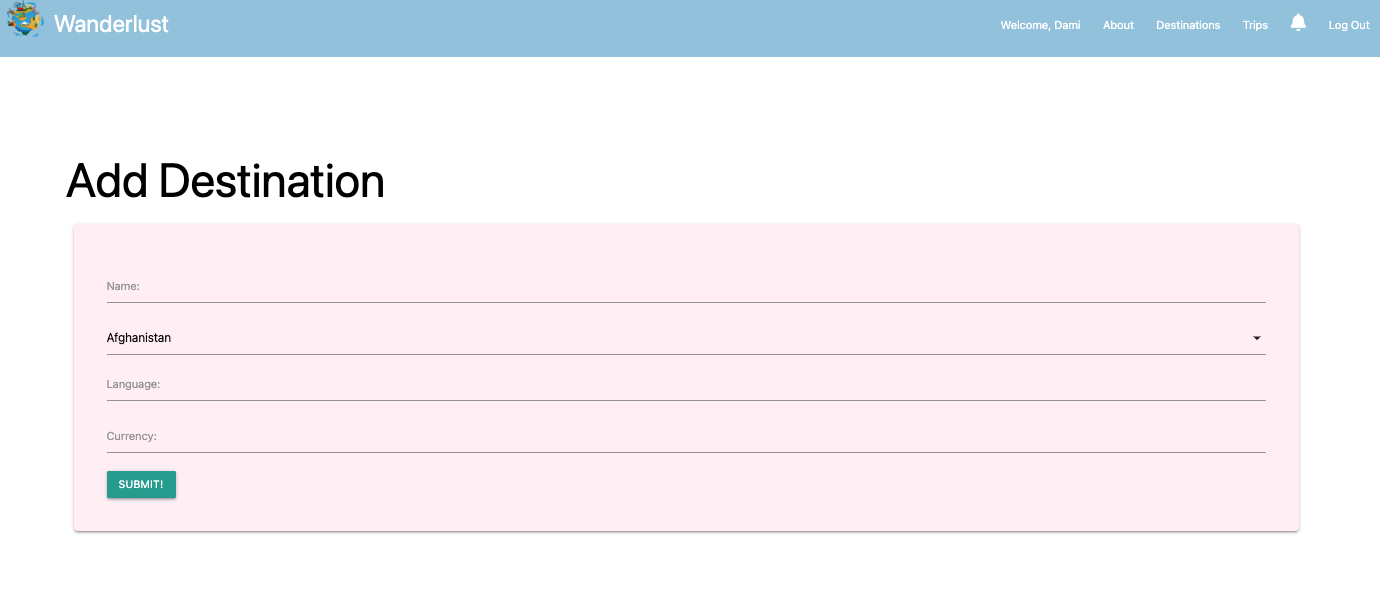 Wanderlust
Welcome, Dami About Destinations Trips Log Out
Add Destination
Name:
Afghanistan
Language:
Currency:
SUBMIT!